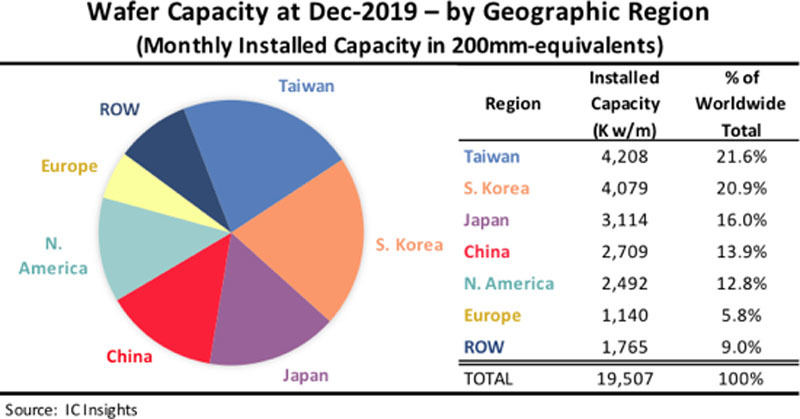 Wafer Capacity at Dec-2019 – by Geographic Region
(Monthly Installed Capacity in 200mm-equivalents)
Taiwan
ROW
Europe
N.
America
China
Japan
S. Korea
Region
Installed
Capacity
(K w/m)
% of
Worldwide
Total
Taiwan 4,208 21.6%
S. Korea 4,079 20.9%
Japan 3,114 16.0%
China 2,709 13.9%
N. America 2,492 12.8%
Europe 1,140 5.8%
ROW 1,765 9.0%
TOTAL 19,507 100%
Source: IC Insights